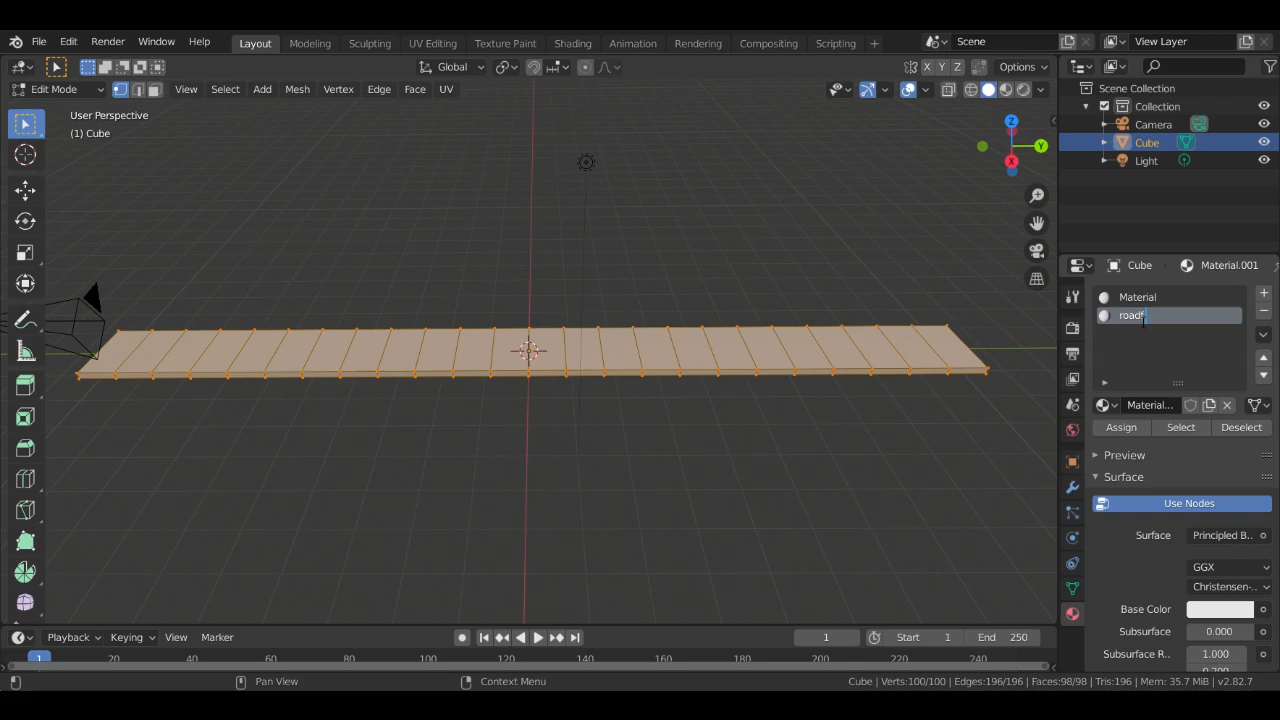 File Edit Render Window Help Layout Modeling Sculpting UV Editing Texture Paint Shading Animation Rendering Compositing Scripting + Scene View Layer
Global X Y Z Options
Edit Mode View Select Add Mesh Vertex Edge Face UV
Scene Collection
Collection
Camera
Cube
Light
User Perspective
(1) Cube
Z
Y
X
Cube Material.001
Material
road
Material...
Assign Select Deselect
Preview
Surface
Use Nodes
Surface Principled B..
GGX
Christensen-..
Base Color
Subsurface 0.000
Subsurface R.. 1.000
0.200
Playback Keying View Marker 1 Start 1 End 250
1 20 40 60 80 100 120 140 160 180 200 220 240
Pan View Context Menu Cube | Verts:100/100 | Edges:196/196 | Faces:98/98 | Tris:196 | Mem: 35.7 MiB | v2.82.7